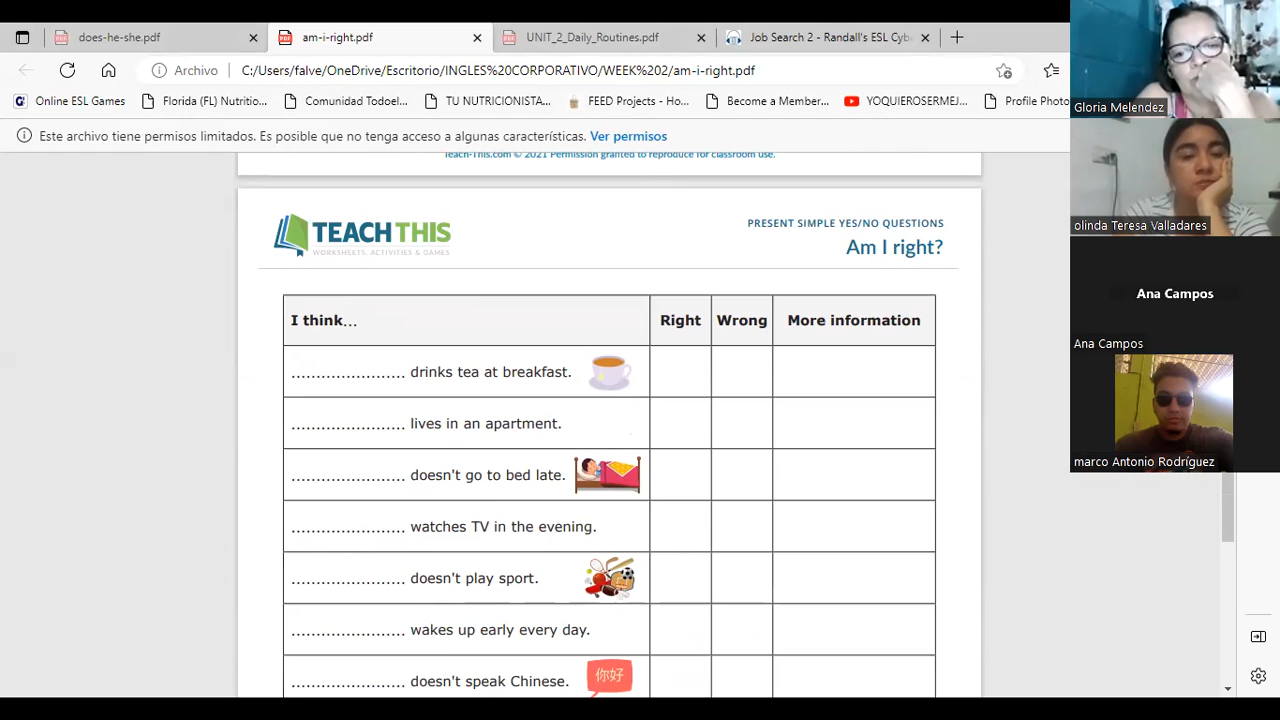 does-he-she.pdf
am-i-right.pdf
UNIT_2_Daily_Routines.pdf
Job Search 2 - Randall's ESL Cyb
Archivo
C:/Users/falve/OneDrive/Escritorio/INGLES%20CORPORATIVO/WEEK%202/am-i-right.pdf
Online ESL Games
Florida (FL) Nutritio...
Comunidad Todoel...
TU NUTRICIONISTA...
FEED Projects - Ho...
Become a Member...
YOQUIEROSERMEJ...
Profile Photo
Este archivo tiene permisos limitados. Es posible que no tenga acceso a algunas características. Ver permisos
Teach-This.com © 2021 Permission granted to reproduce for classroom use.
TEACH THIS
WORKSHEETS, ACTIVITIES & GAMES
PRESENT SIMPLE YES/NO QUESTIONS
Am I right?
I think... Right Wrong More information
....................... drinks tea at breakfast.
....................... lives in an apartment.
....................... doesn't go to bed late.
....................... watches TV in the evening.
....................... doesn't play sport.
....................... wakes up early every day.
....................... doesn't speak Chinese.
你好
Gloria Melendez
olinda Teresa Valladares
Ana Campos
Ana Campos
marco Antonio Rodríguez